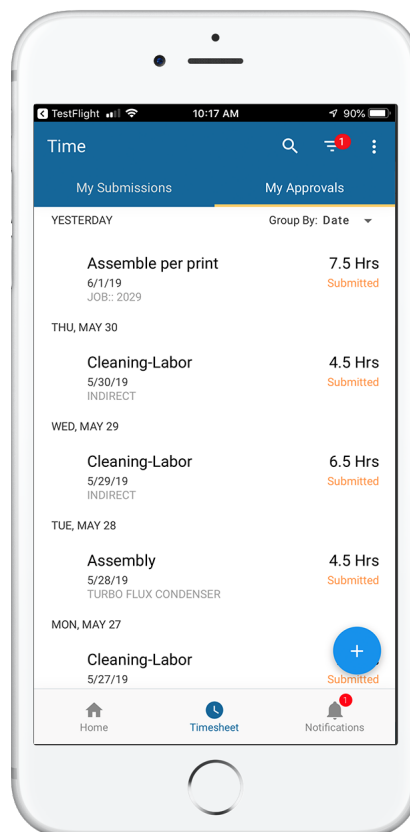 TestFlight 10:17 AM 90%
Time 1
My Submissions My Approvals
YESTERDAY Group By: Date
Assemble per print 7.5 Hrs
6/1/19 Submitted
JOB:: 2029
THU, MAY 30
Cleaning-Labor 4.5 Hrs
5/30/19 Submitted
INDIRECT
WED, MAY 29
Cleaning-Labor 6.5 Hrs
5/29/19 Submitted
INDIRECT
TUE, MAY 28
Assembly 4.5 Hrs
5/28/19 Submitted
TURBO FLUX CONDENSER
MON, MAY 27
Cleaning-Labor
5/27/19 Submitted
1
Home Timesheet Notifications